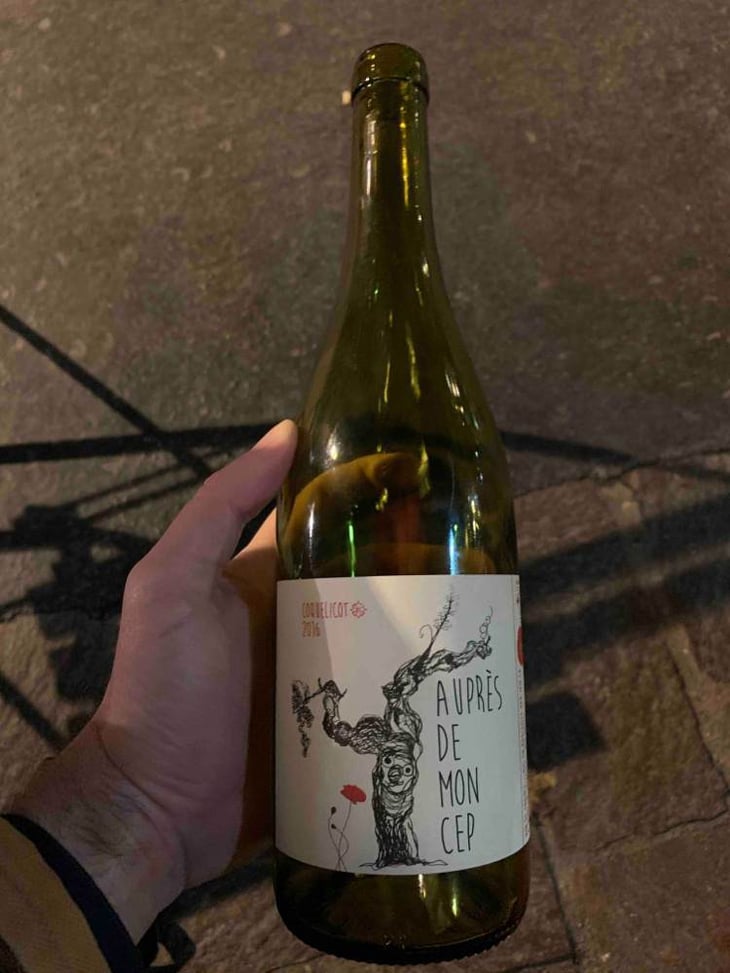 COQUELICOT
2016
AUPRÈS
DE
MON
CEP